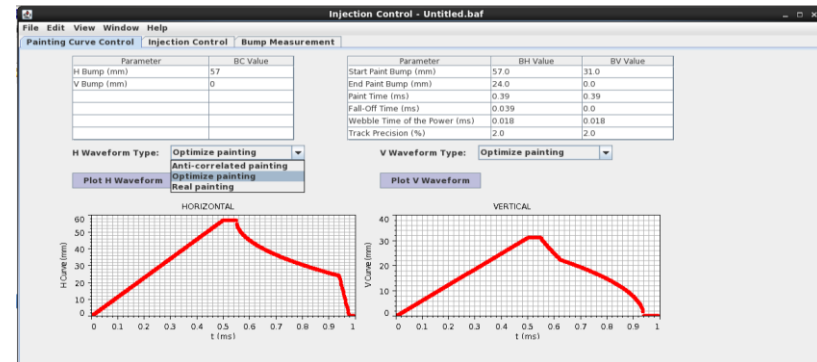 Injection Control - Untitled.baf
File Edit View Window Help
Painting Curve Control Injection Control Bump Measurement
Parameter BC Value
H Bump (mm) 57
V Bump (mm) 0
Parameter BH Value BV Value
Start Paint Bump (mm) 57.0 31.0
End Paint Bump (mm) 24.0 0.0
Paint Time (ms) 0.39 0.39
Fall-Off Time (ms) 0.039 0.0
Webble Time of the Power (ms) 0.018 0.018
Track Precision (%) 2.0 2.0
H Waveform Type: Optimize painting
Anti-correlated painting
Optimize painting
Real painting
Plot H Waveform
V Waveform Type: Optimize painting
Plot V Waveform
HORIZONTAL
H Curve (mm)
60
50
40
30
20
10
0
0 0.1 0.2 0.3 0.4 0.5 0.6 0.7 0.8 0.9 1
t (ms)
VERTICAL
V Curve (mm)
40
30
20
10
0
0 0.1 0.2 0.3 0.4 0.5 0.6 0.7 0.8 0.9 1
t (ms)